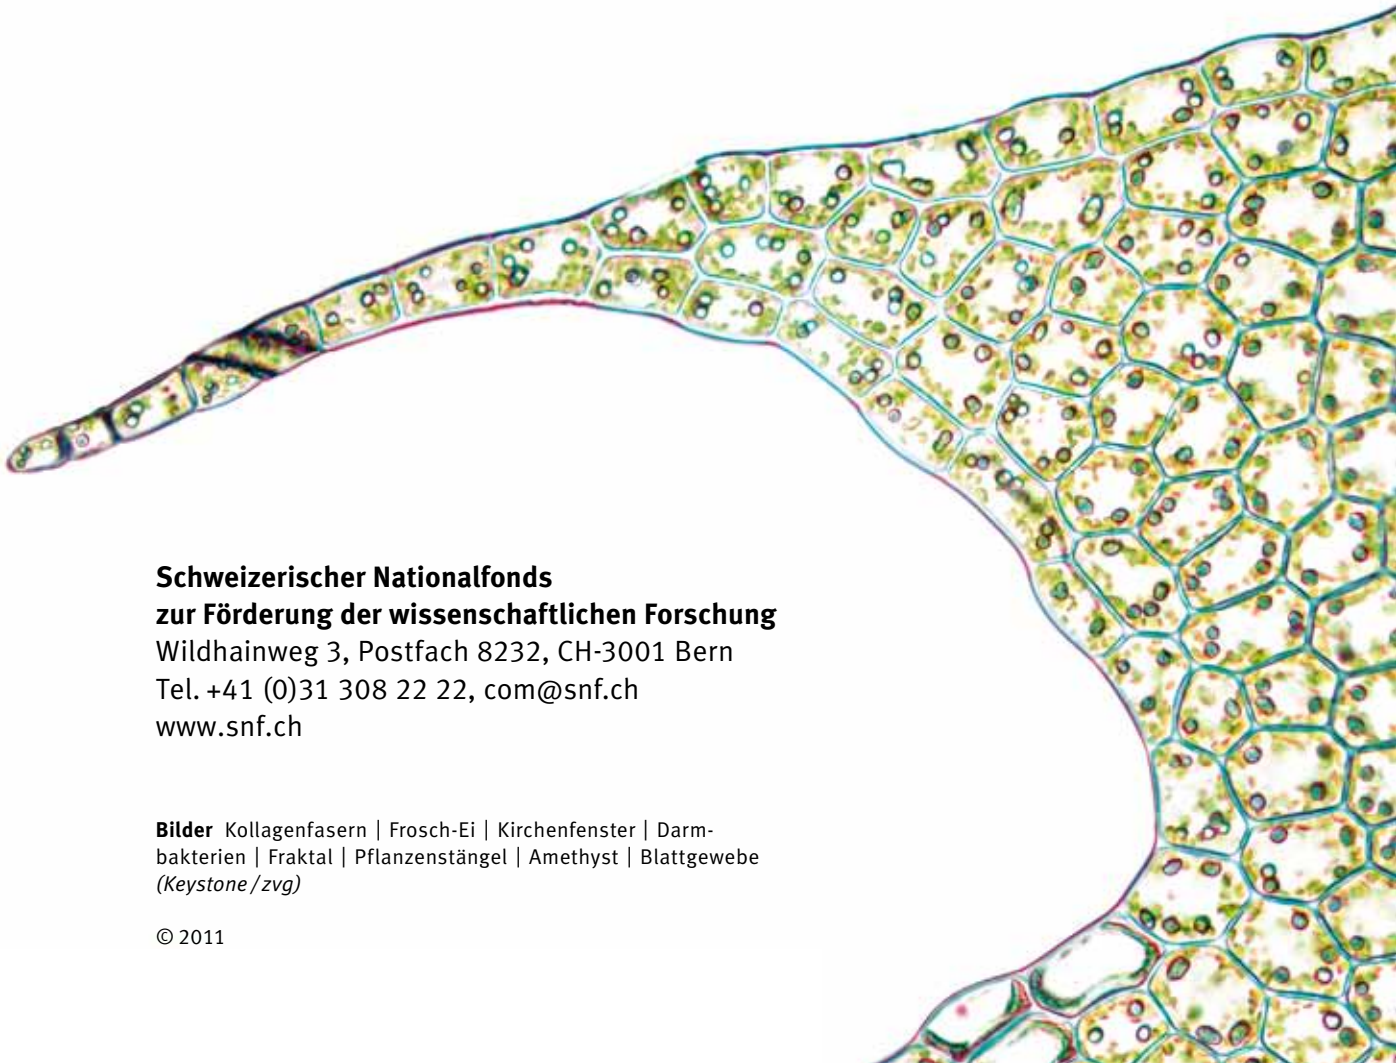 Schweizerischer Nationalfonds
zur Förderung der wissenschaftlichen Forschung
Wildhainweg 3, Postfach 8232, CH-3001 Bern
Tel. +41 (0)31 308 22 22, com@snf.ch
www.snf.ch
Bilder Kollagenfasern | Frosch-Ei | Kirchenfenster | Darm-
bakterien | Fraktal | Pflanzenstängel | Amethyst | Blattgewebe
(Keystone / zvg)
© 2011